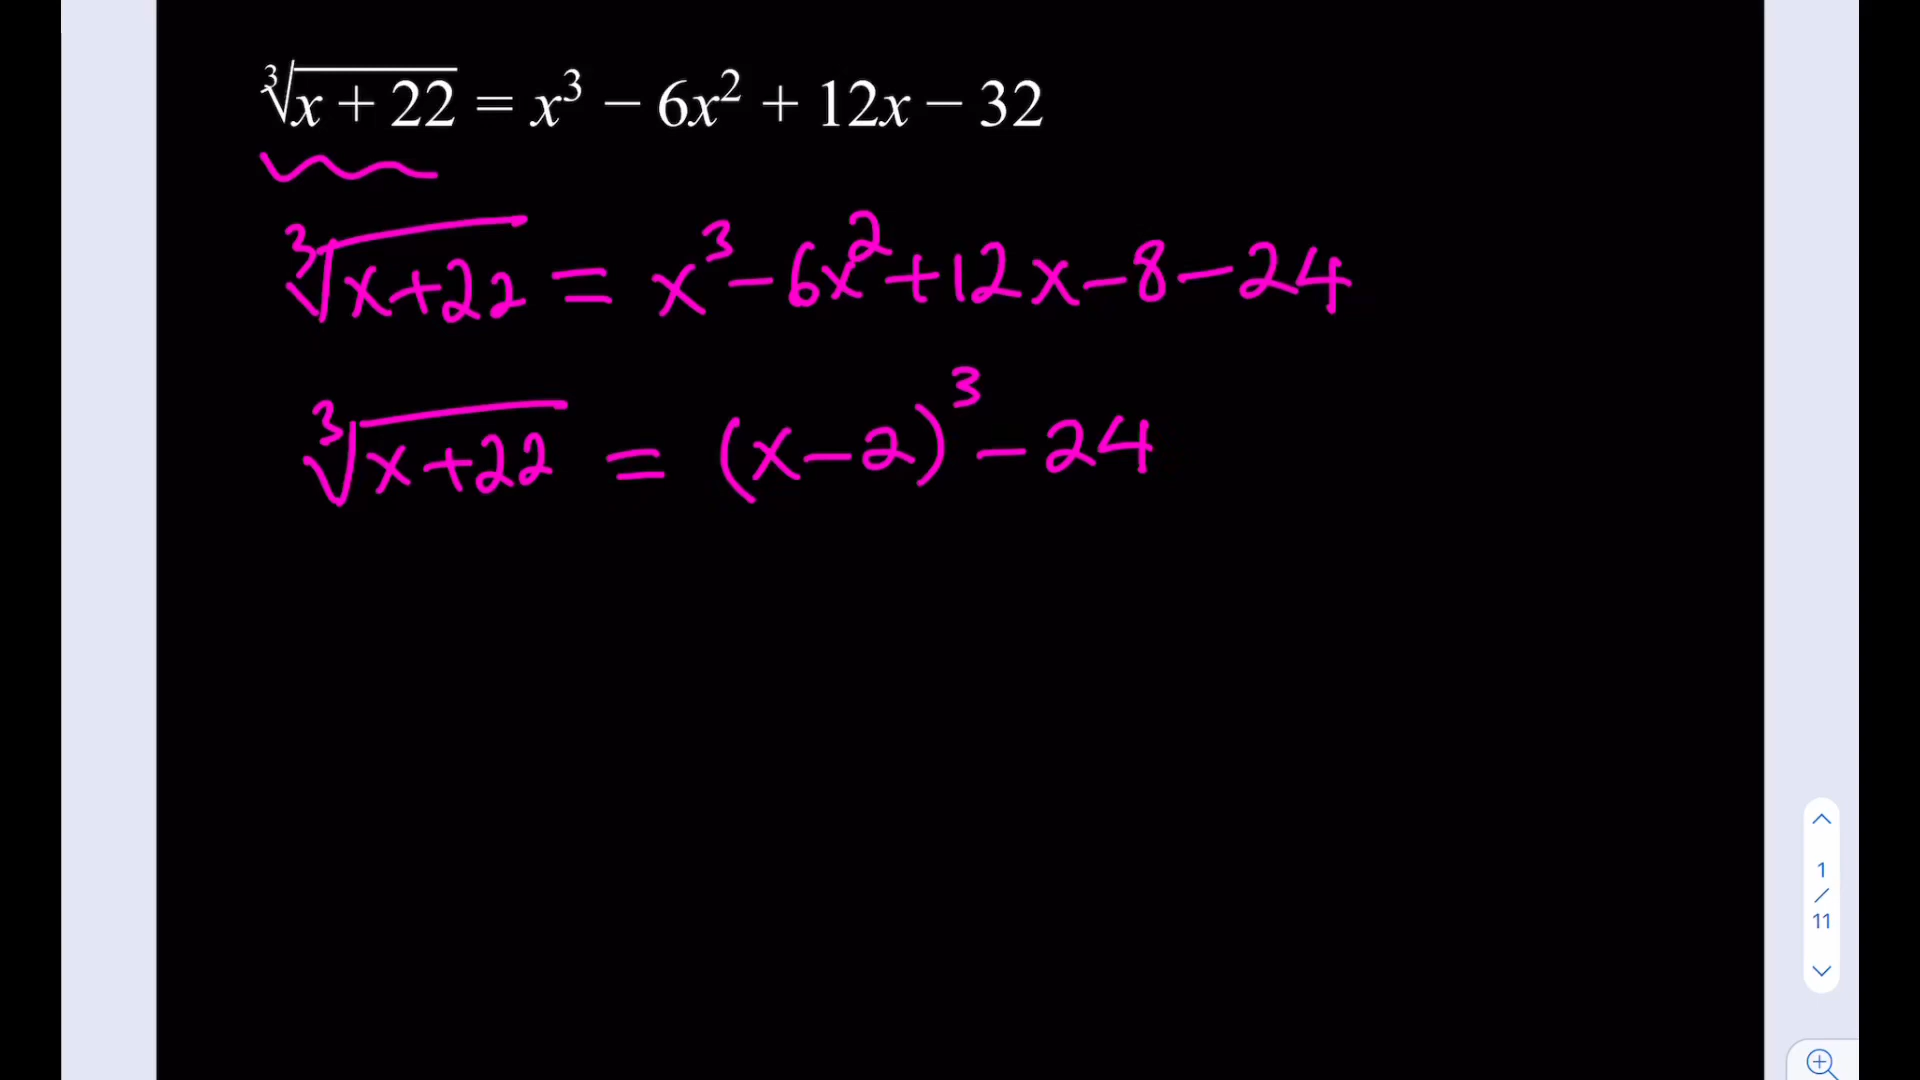 ∛(x + 22) = x³ − 6x² + 12x − 32
∛(x+22) = x³−6x²+12x−8−24
∛(x+22) = (x−2)³−24
1
/
11